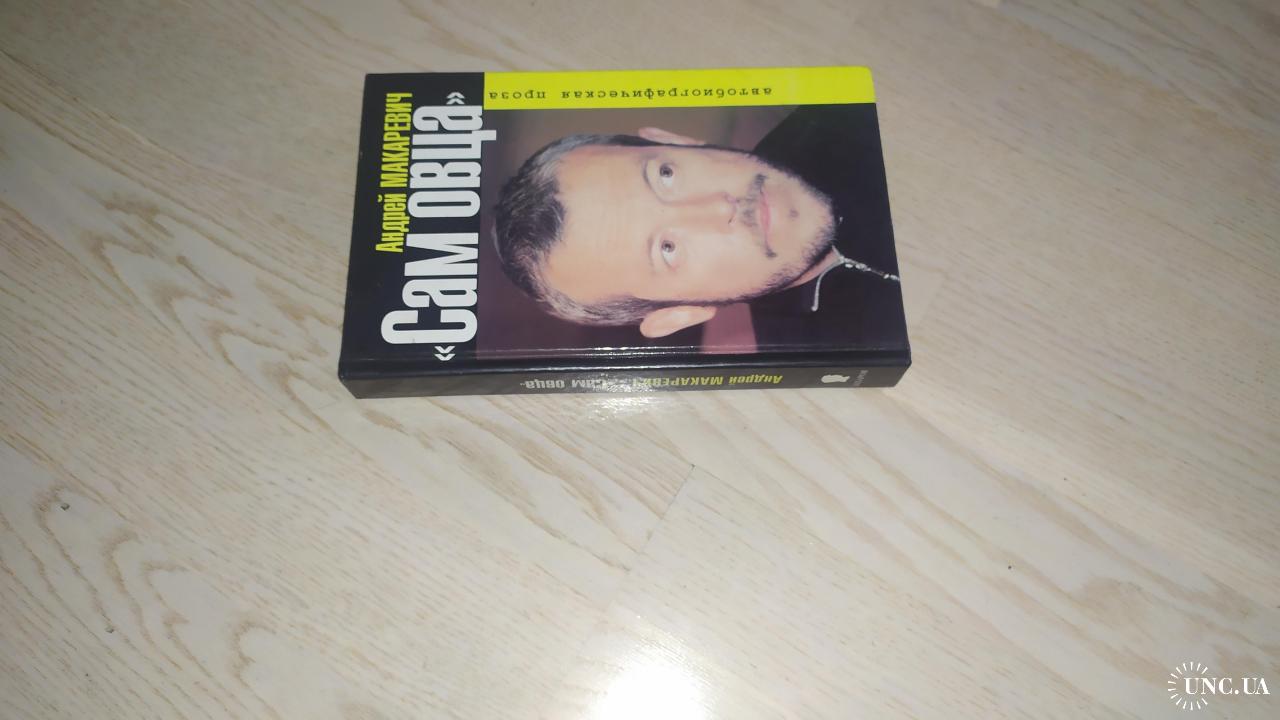 Андрей МАКАРЕВИЧ
«Сам овца»
автобиографическая проза
Андрей МАКАРЕВИЧ «Сам овца»
UNC.UA